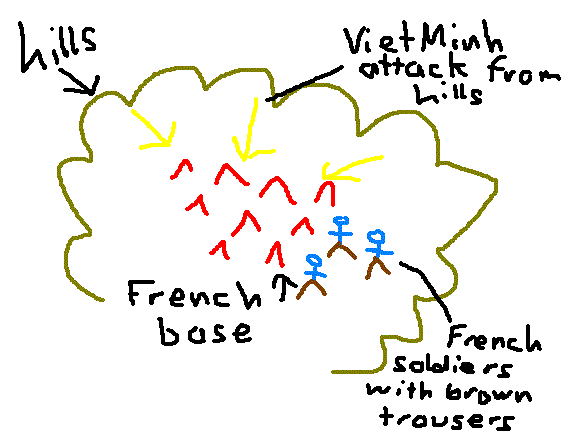 hills
VietMinh
attack from
hills
French
base
French
soldiers
with brown
trousers